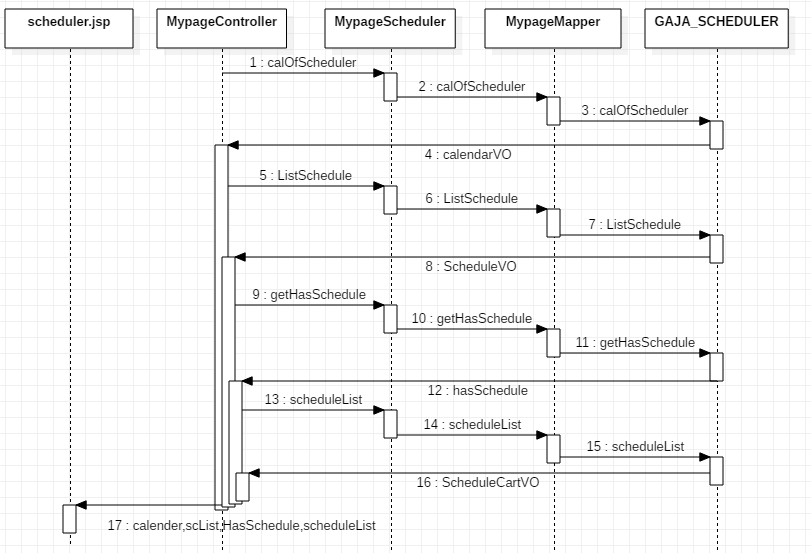 scheduler.jsp
MypageController
MypageScheduler
MypageMapper
GAJA_SCHEDULER
1 : calOfScheduler
2 : calOfScheduler
3 : calOfScheduler
4 : calendarVO
5 : ListSchedule
6 : ListSchedule
7 : ListSchedule
8 : ScheduleVO
9 : getHasSchedule
10 : getHasSchedule
11 : getHasSchedule
12 : hasSchedule
13 : scheduleList
14 : scheduleList
15 : scheduleList
16 : ScheduleCartVO
17 : calender,scList,HasSchedule,scheduleList